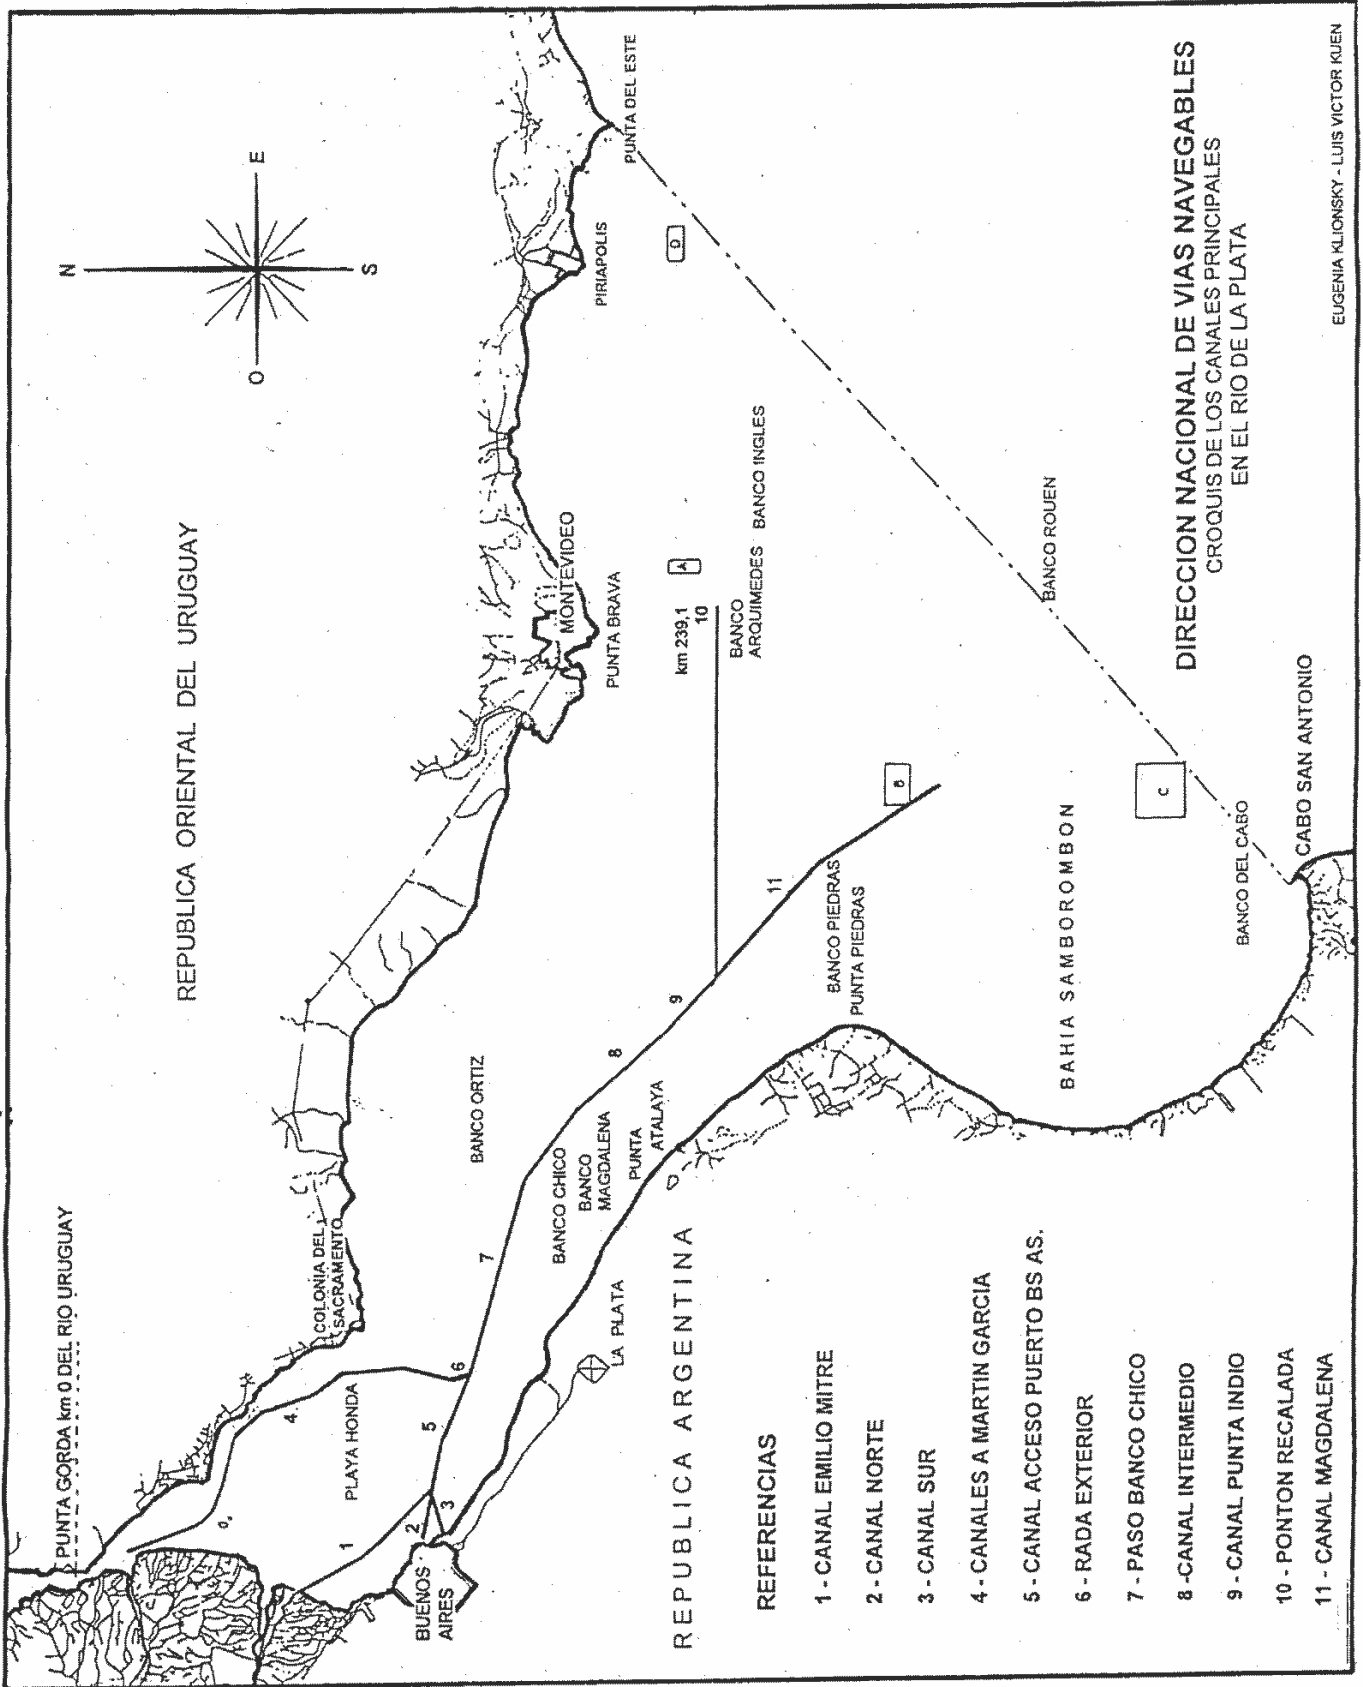 N
O
E
S
REPUBLICA ORIENTAL DEL URUGUAY
PUNTA GORDA km 0 DEL RIO URUGUAY
COLONIA DEL
SACRAMENTO
MONTEVIDEO
PUNTA BRAVA
PIRIAPOLIS
PUNTA DEL ESTE
PLAYA HONDA
BUENOS
AIRES
0.
1
2
3
4
5
6
7
8
9
11
BANCO ORTIZ
BANCO CHICO
BANCO
MAGDALENA
PUNTA
ATALAYA
LA PLATA
km 239,1
10
A
B
C
D
BANCO
ARQUIMEDES
BANCO INGLES
BANCO PIEDRAS
PUNTA PIEDRAS
BAHIA SAMBOROMBON
BANCO ROUEN
BANCO DEL CABO
CABO SAN ANTONIO
REPUBLICA ARGENTINA
REFERENCIAS
1 - CANAL EMILIO MITRE
2 - CANAL NORTE
3 - CANAL SUR
4 - CANALES A MARTIN GARCIA
5 - CANAL ACCESO PUERTO BS AS.
6 - RADA EXTERIOR
7 - PASO BANCO CHICO
8 -CANAL INTERMEDIO
9 - CANAL PUNTA INDIO
10 - PONTON RECALADA
11 - CANAL MAGDALENA
DIRECCION NACIONAL DE VIAS NAVEGABLES
CROQUIS DE LOS CANALES PRINCIPALES
EN EL RIO DE LA PLATA
EUGENIA KLIONSKY - LUIS VICTOR KUEN